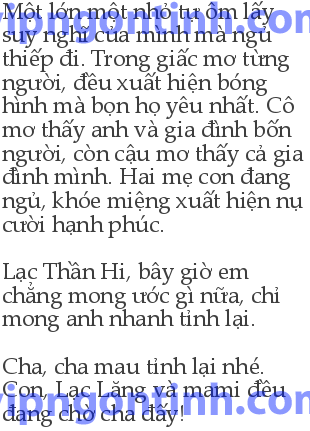 Một lớn một nhỏ tự ôm lấy
suy nghĩ của mình mà ngủ
thiếp đi. Trong giấc mơ từng
người, đều xuất hiện bóng
hình mà bọn họ yêu nhất. Cô
mơ thấy anh và gia đình bốn
người, còn cậu mơ thấy cả gia
đình mình. Hai mẹ con đang
ngủ, khóe miệng xuất hiện nụ
cười hạnh phúc.
Lạc Thần Hi, bây giờ em
chẳng mong ước gì nữa, chỉ
mong anh nhanh tỉnh lại.
Cha, cha mau tỉnh lại nhé.
Con, Lạc Lăng và mami đều
đang chờ cha đấy!
vipngontinh.com
vipngontinh.com